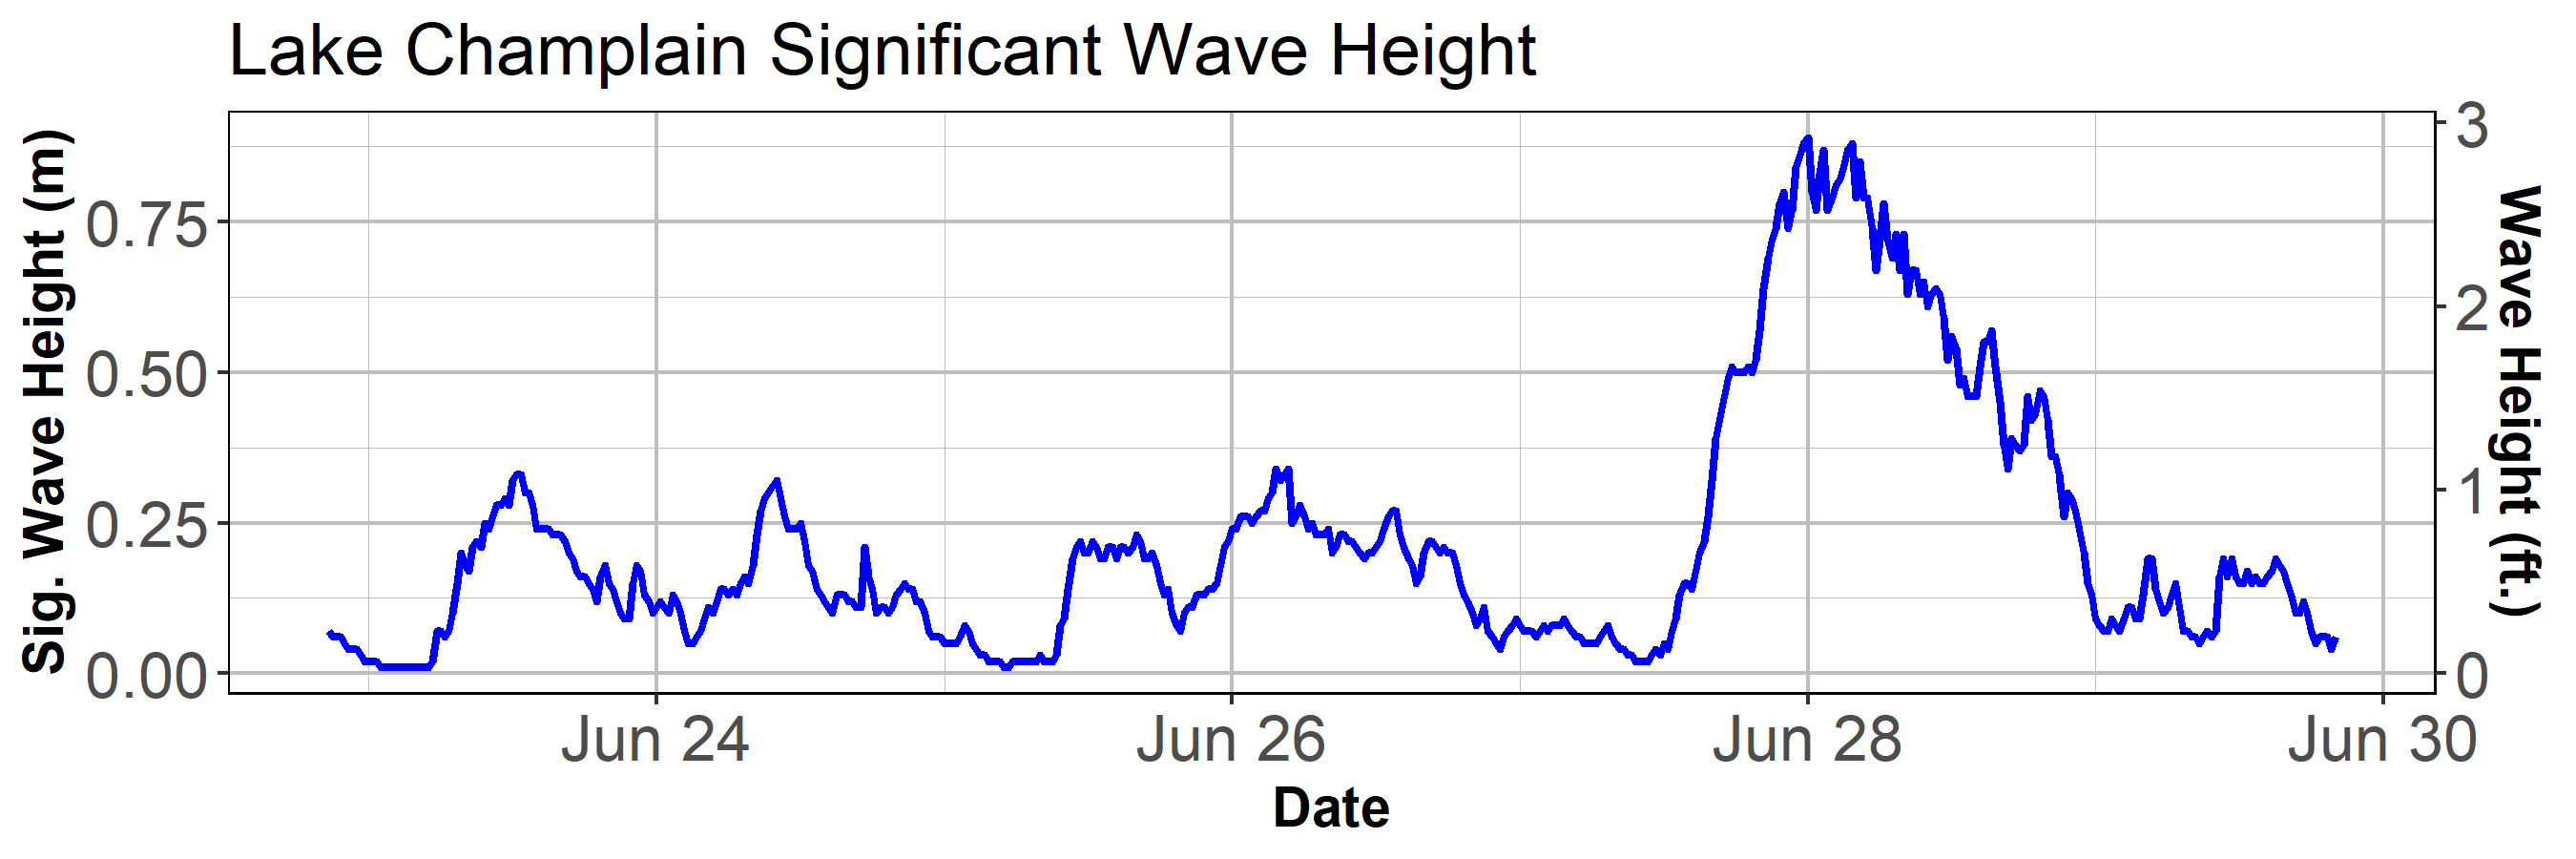 Lake Champlain Significant Wave Height
Sig. Wave Height (m)
0.75
0.50
0.25
0.00
3
2
1
0
Wave Height (ft.)
Jun 24
Jun 26
Jun 28
Jun 30
Date